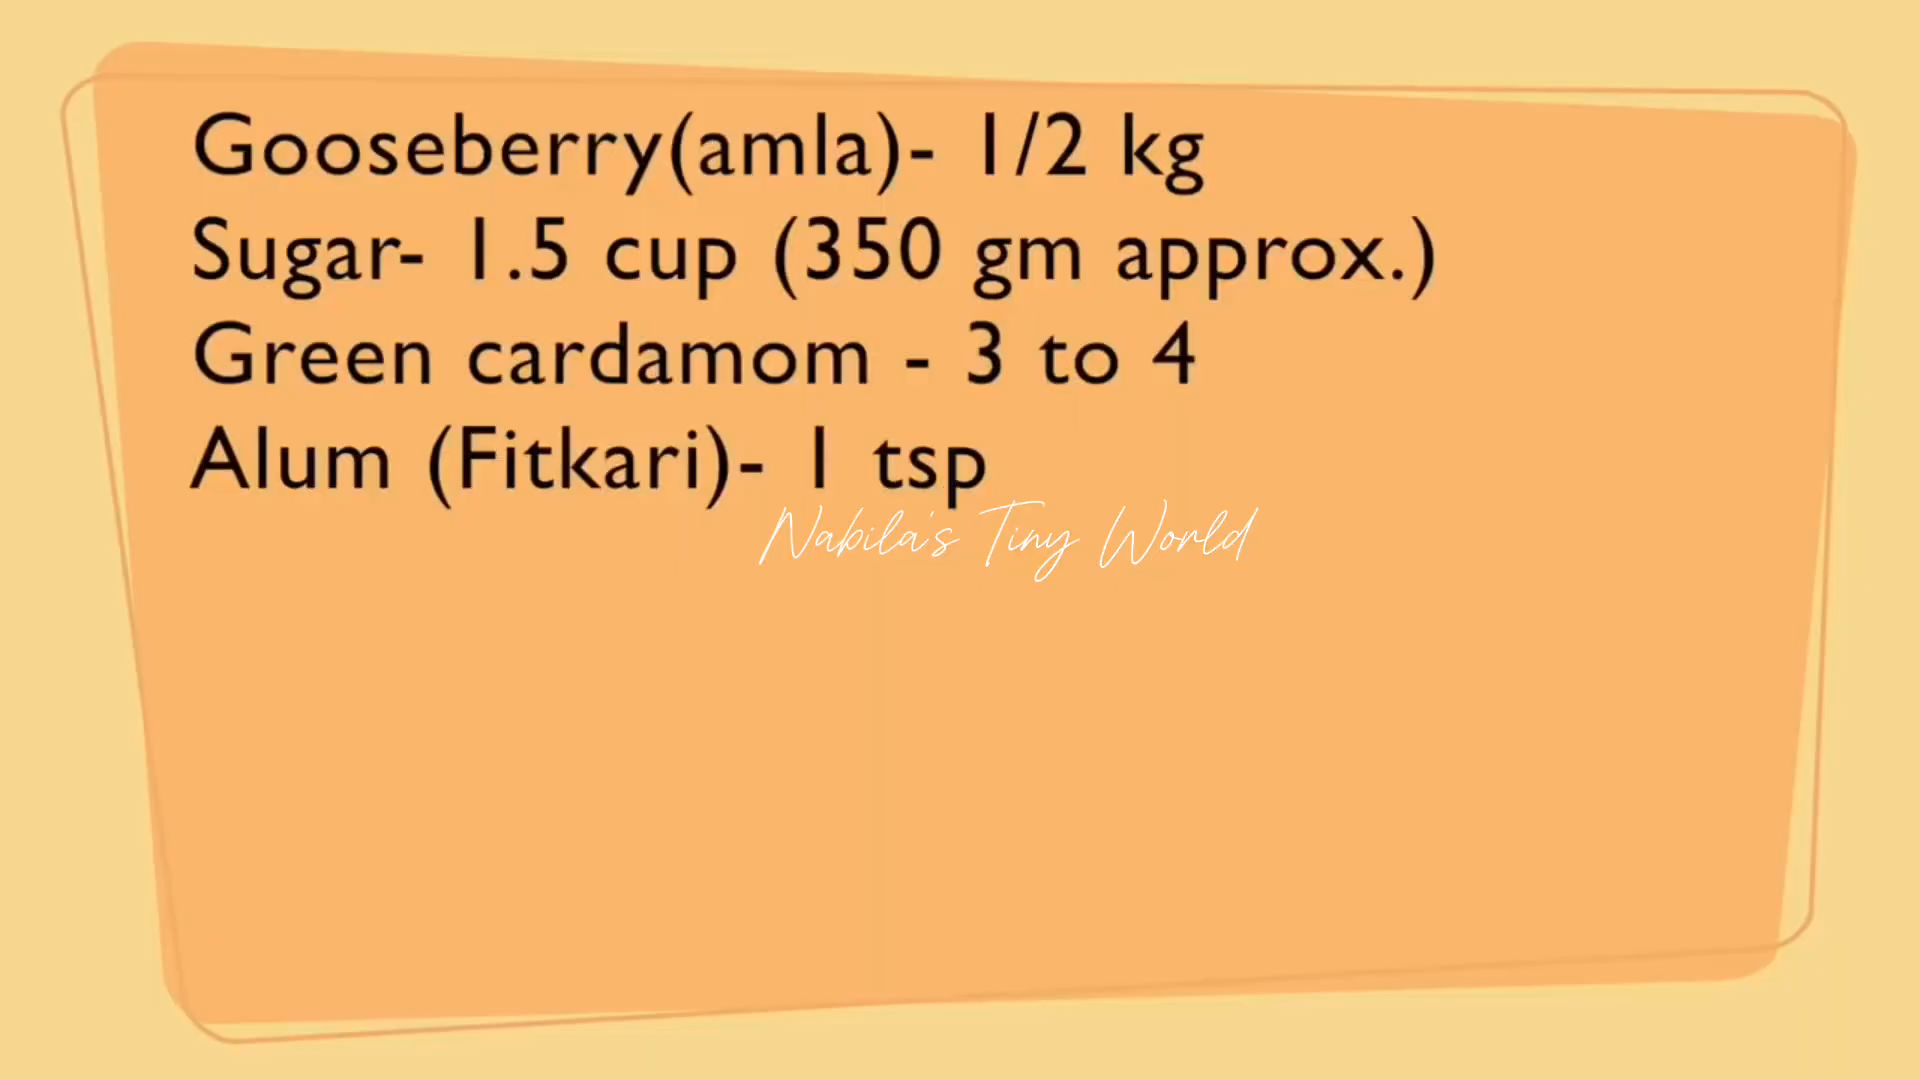 Gooseberry(amla)- 1/2 kg
Sugar- 1.5 cup (350 gm approx.)
Green cardamom - 3 to 4
Alum (Fitkari)- 1 tsp
Nabila's Tiny World